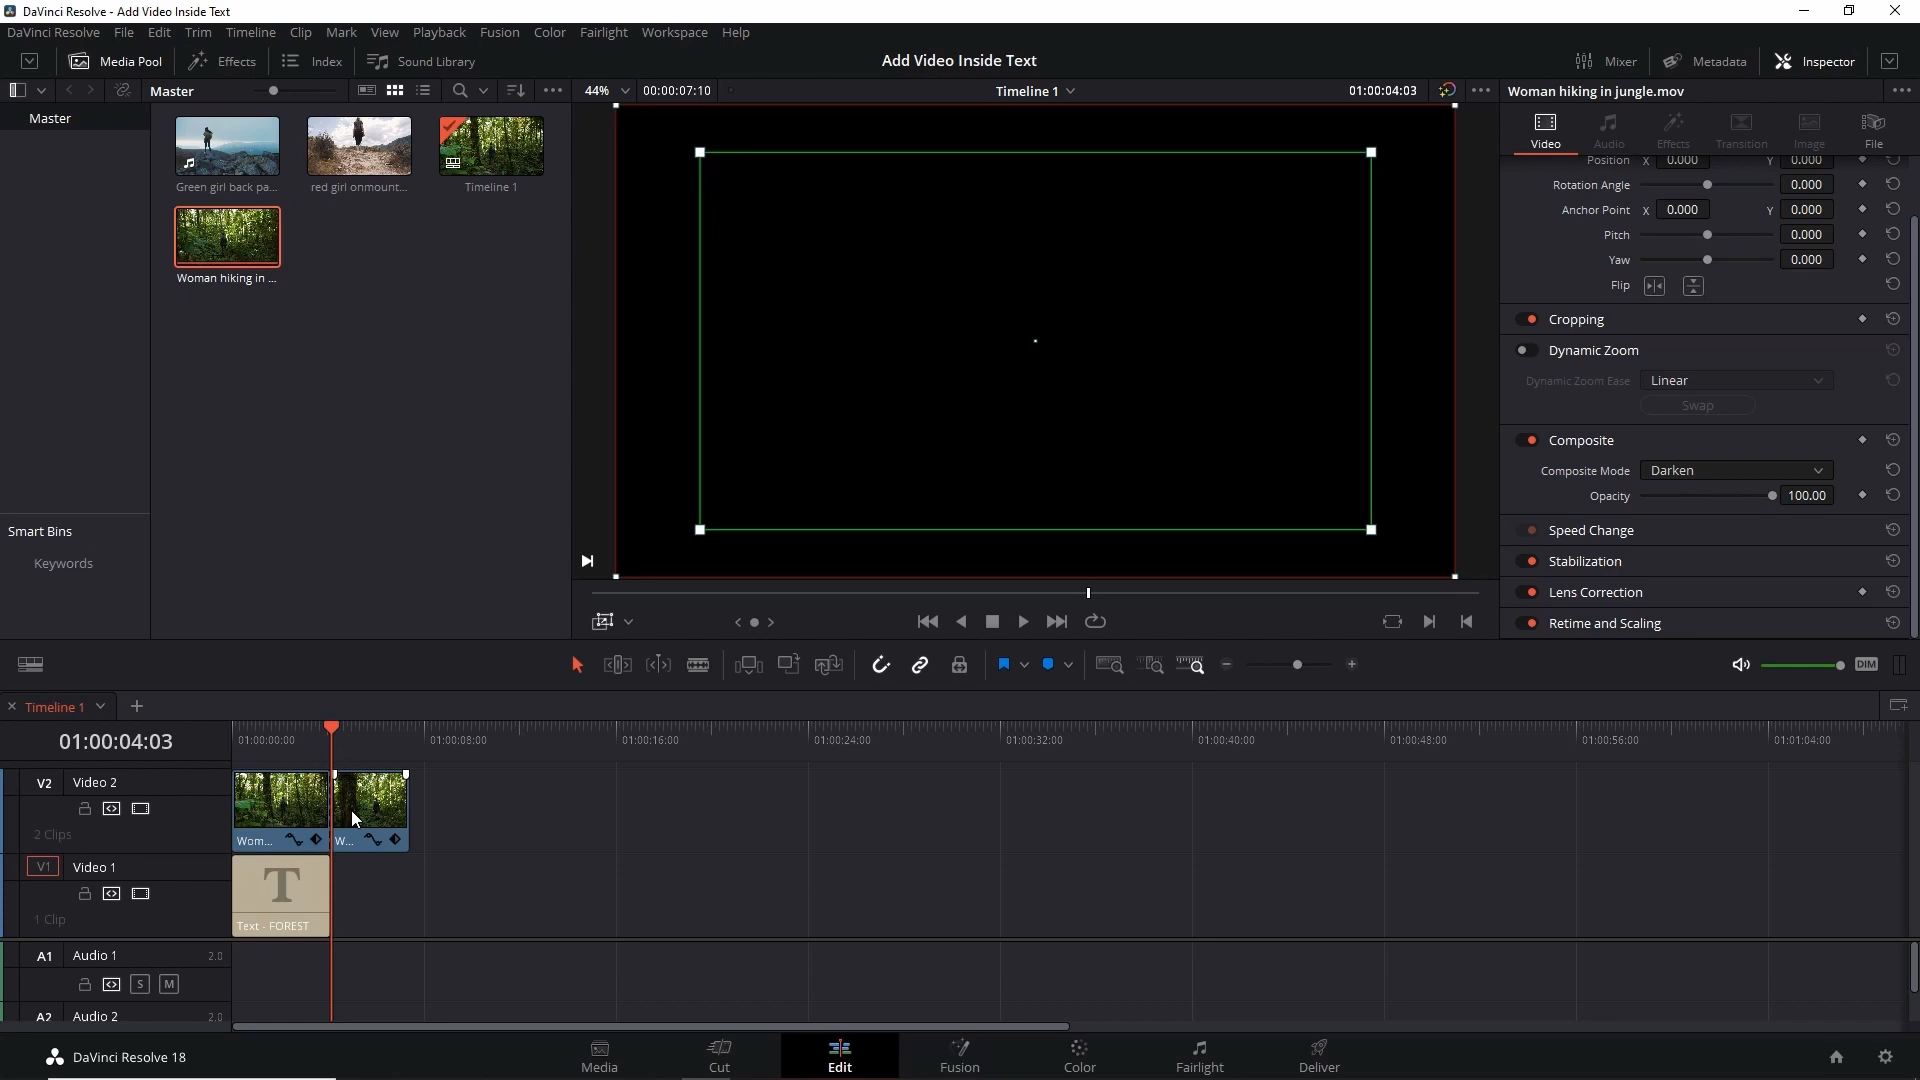 DaVinci Resolve - Add Video Inside Text
DaVinci Resolve File Edit Trim Timeline Clip Mark View Playback Fusion Color Fairlight Workspace Help
Media Pool Effects Index Sound Library Add Video Inside Text Mixer Metadata Inspector
Master 44% 00:00:07:10 Timeline 1 01:00:04:03 Woman hiking in jungle.mov
Master
Video Audio Effects Transition Image File
Position X 0.000 Y 0.000
Rotation Angle 0.000
Green girl back pa... red girl onmount... Timeline 1
Anchor Point X 0.000 Y 0.000
Pitch 0.000
Yaw 0.000
Woman hiking in ...
Flip
Cropping
Dynamic Zoom
Dynamic Zoom Ease Linear
Swap
Composite
Composite Mode Darken
Opacity 100.00
Smart Bins
Speed Change
Keywords
Stabilization
Lens Correction
Retime and Scaling
DIM
Timeline 1
01:00:04:03
01:00:00:00 01:00:08:00 01:00:16:00 01:00:24:00 01:00:32:00 01:00:40:00 01:00:48:00 01:00:56:00 01:01:04:00
V2 Video 2
2 Clips
Wom... W...
V1 Video 1
T
1 Clip
Text - FOREST
A1 Audio 1 2.0
S M
A2 Audio 2 2.0
DaVinci Resolve 18
Media Cut Edit Fusion Color Fairlight Deliver